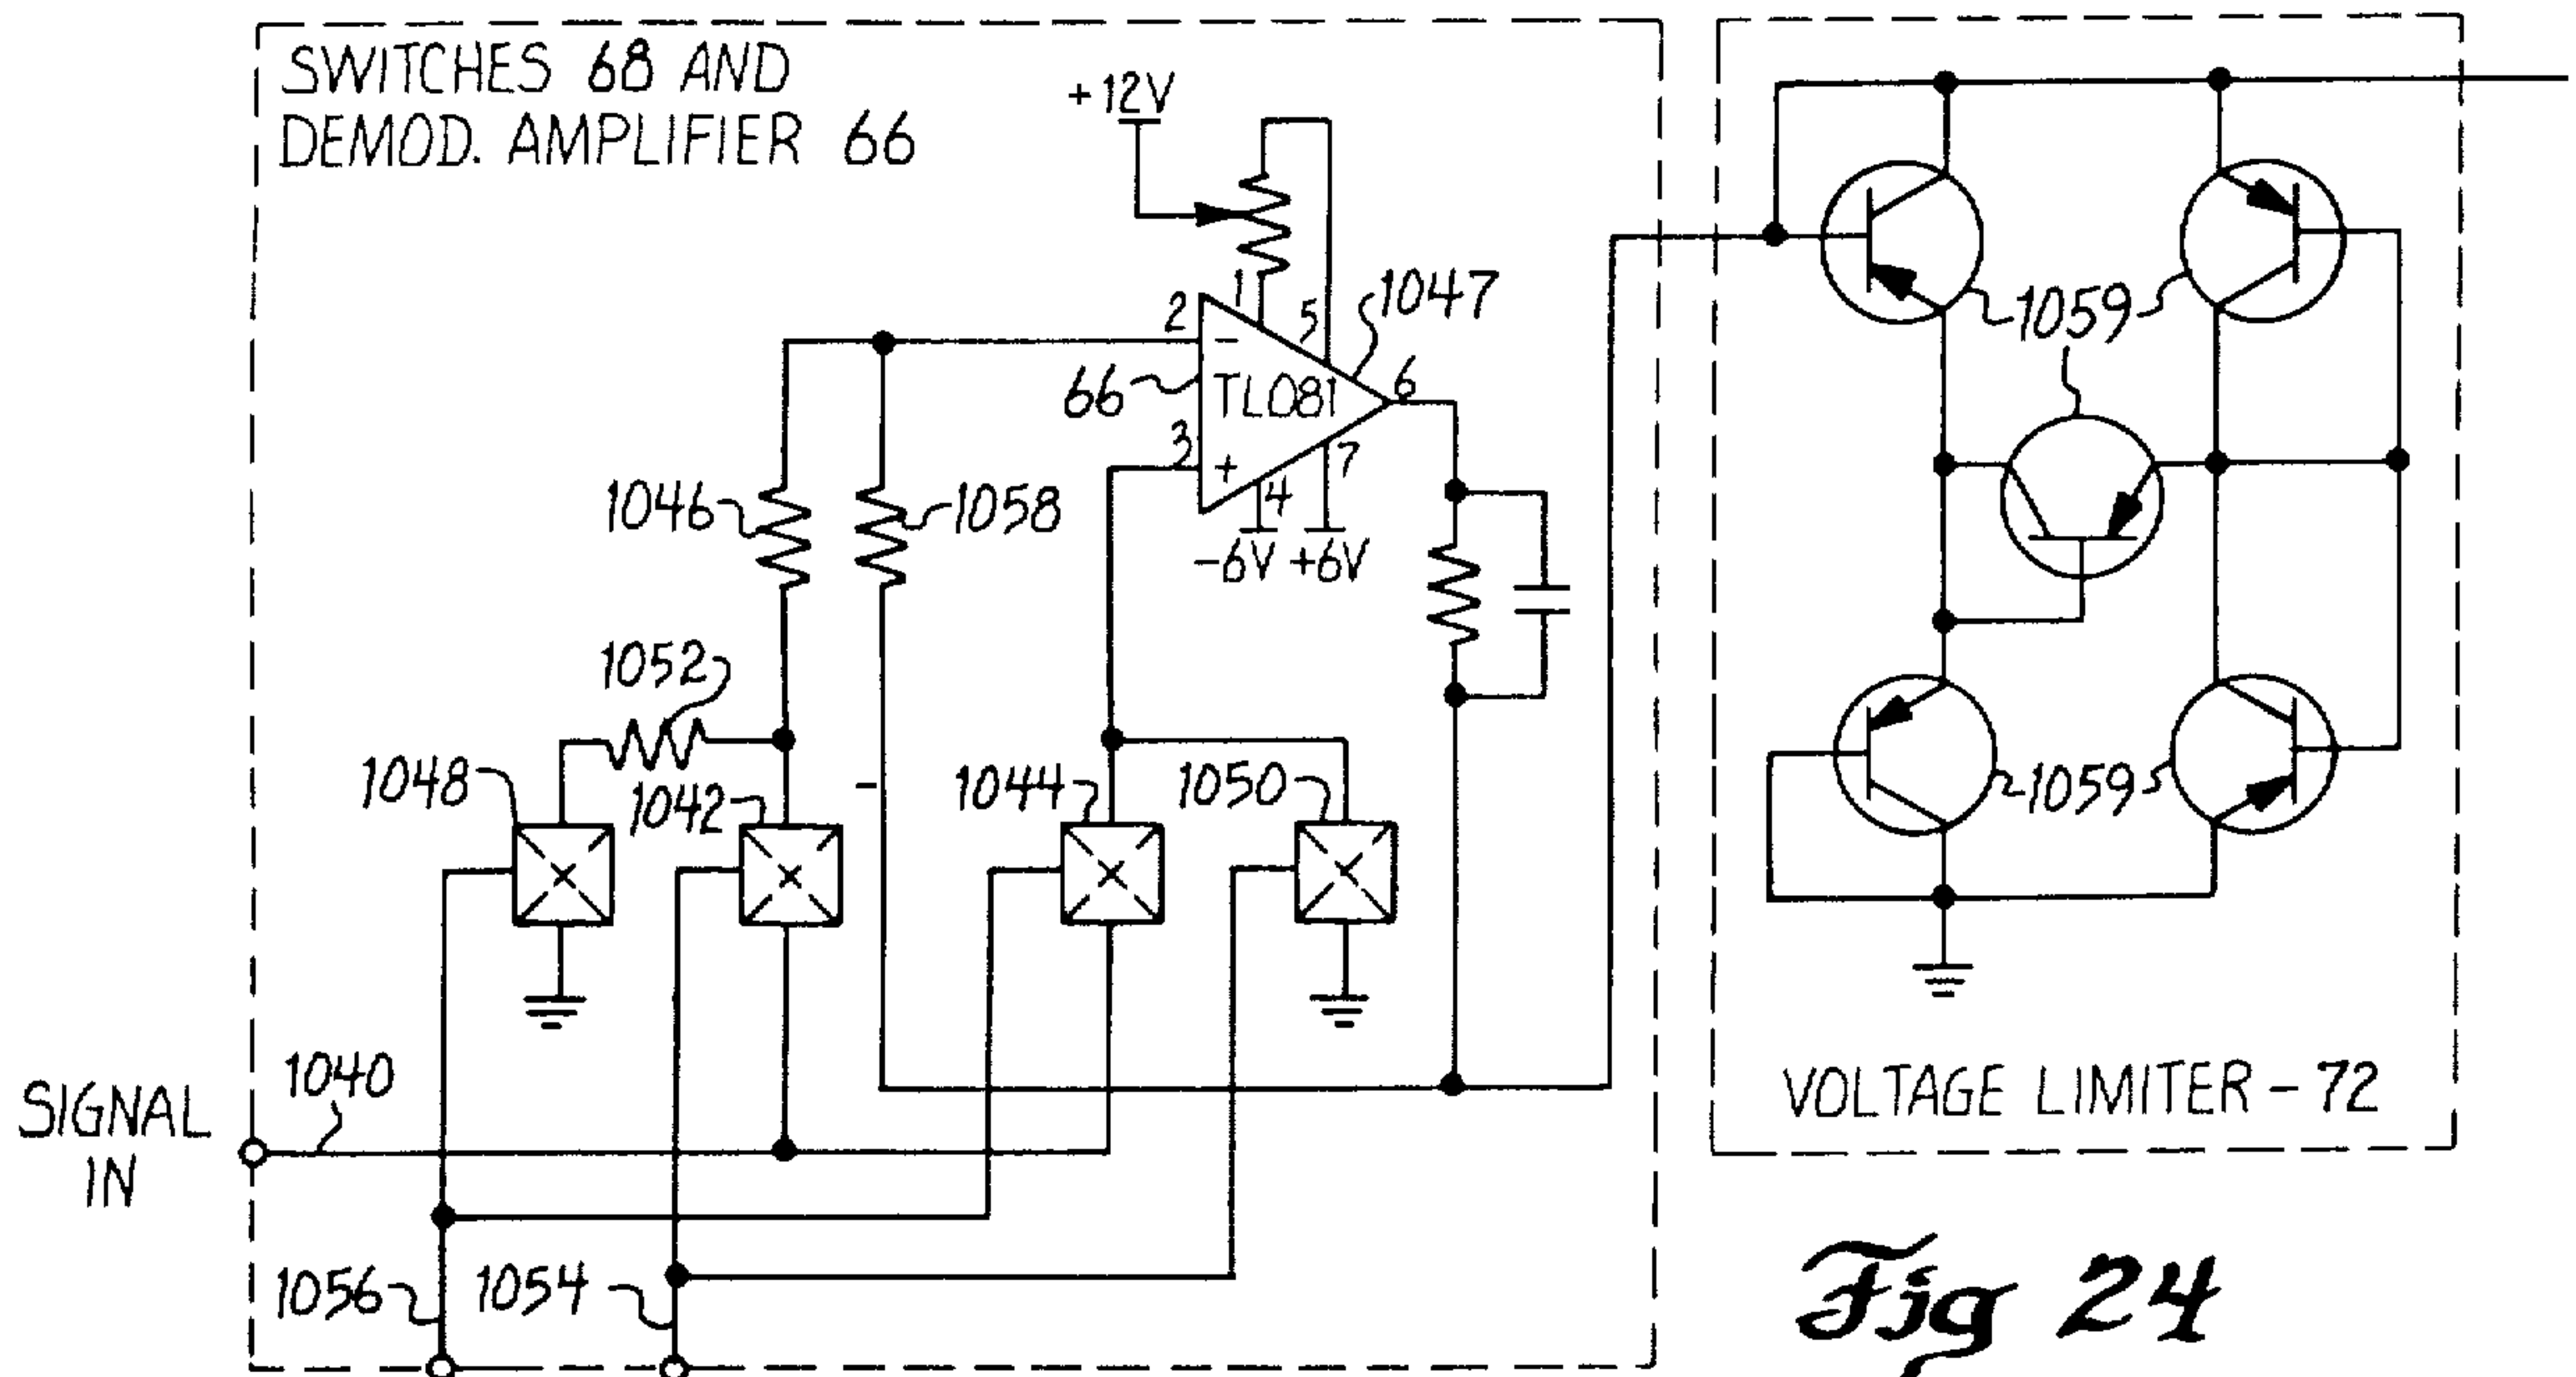 SWITCHES 68 AND
DEMOD. AMPLIFIER 66
+12V
1
5
1047
2
−
66
TL081
6
3
+
4
7
-6V +6V
1046
1058
1052
1048
1042
1044
1050
1040
SIGNAL
IN
1056
1054
1059
1059
1059
VOLTAGE LIMITER - 72
Fig 24